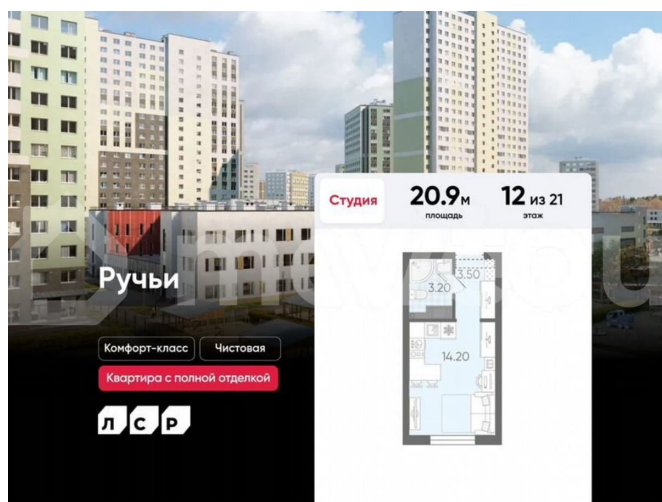 Студия
20.9м
площадь
12 из 21
этаж
3.50
3.20
14.20
Ручьи
Комфорт-класс
Чистовая
Квартира с полной отделкой
ЛСР